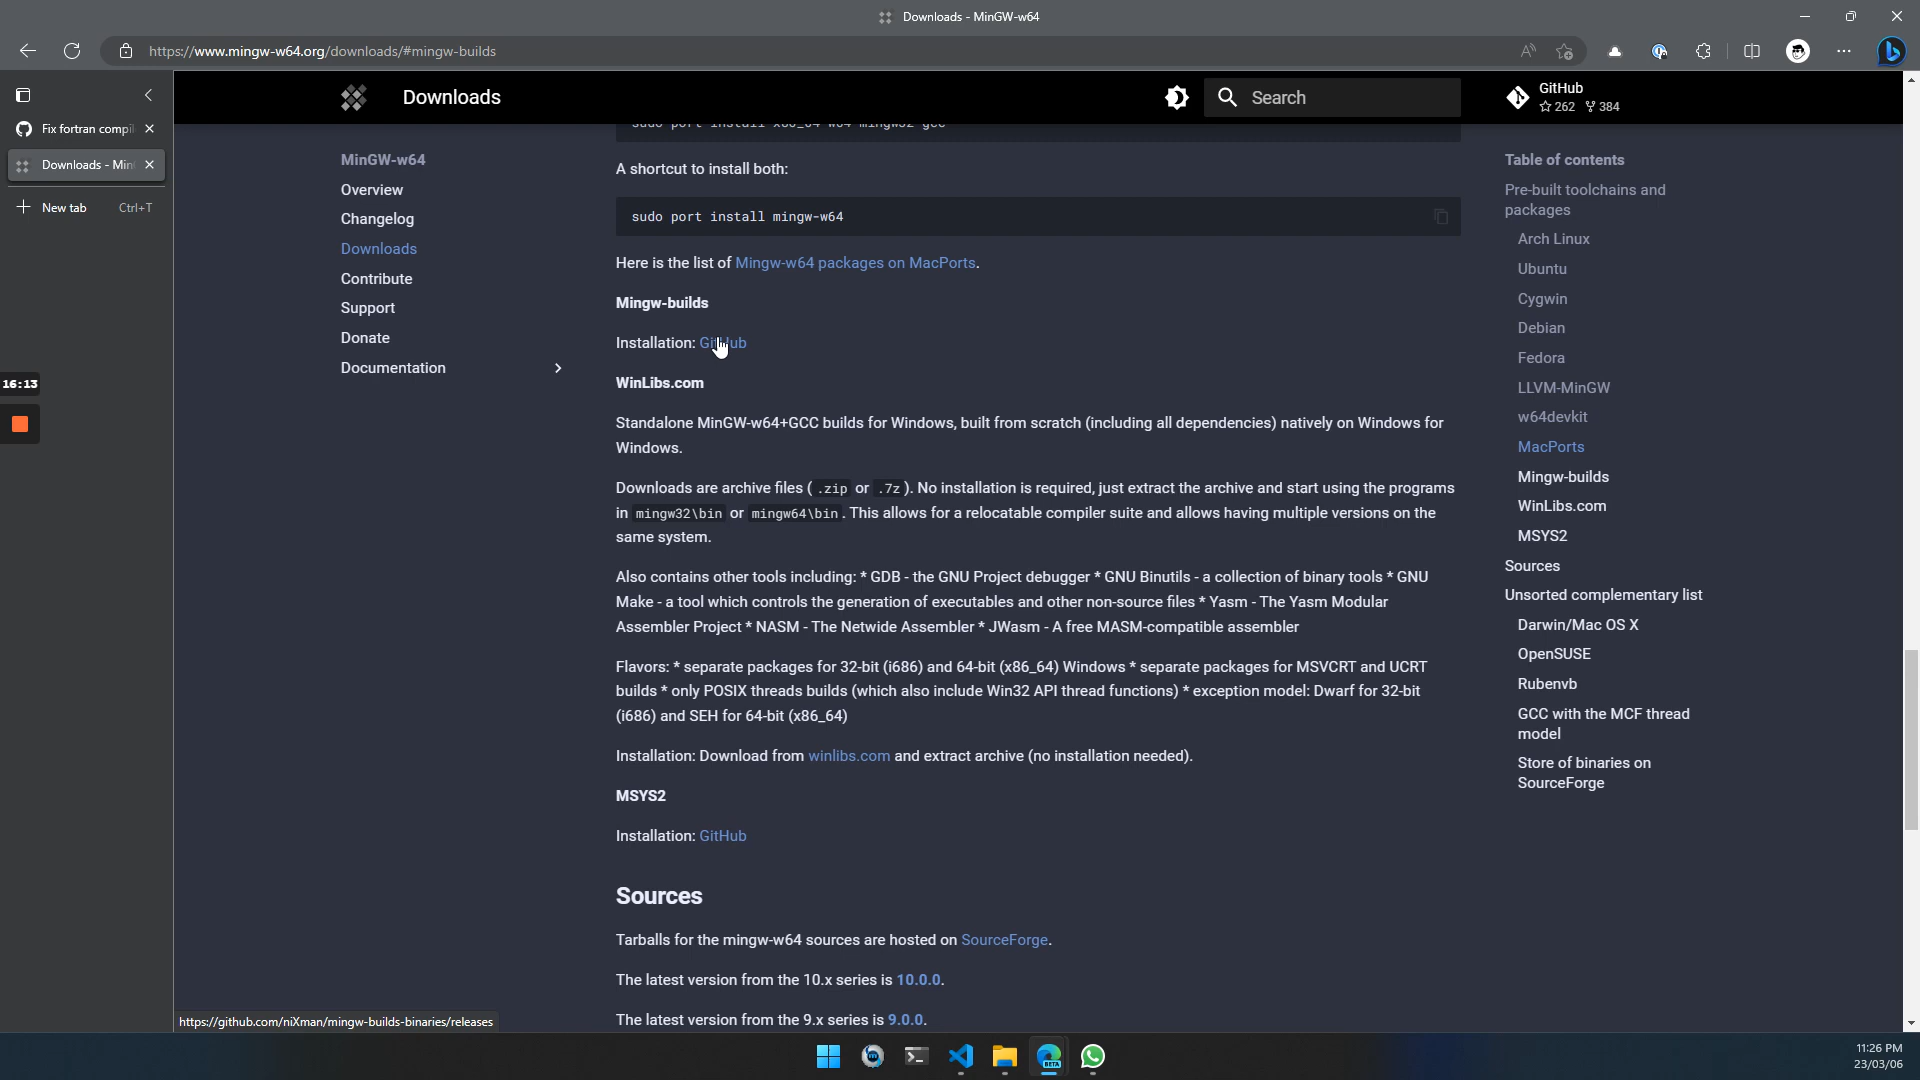 Downloads - MinGW-w64
https://www.mingw-w64.org/downloads/#mingw-builds
Fix fortran compil
Downloads - Min
New tab Ctrl+T
16:13
Downloads
Search
GitHub
262 384
MinGW-w64
Overview
Changelog
Downloads
Contribute
Support
Donate
Documentation
sudo port install x86_64-w64-mingw32-gcc
A shortcut to install both:
sudo port install mingw-w64
Here is the list of Mingw-w64 packages on MacPorts.
Mingw-builds
Installation: GitHub
WinLibs.com
Standalone MinGW-w64+GCC builds for Windows, built from scratch (including all dependencies) natively on Windows for
Windows.
Downloads are archive files ( .zip or .7z ). No installation is required, just extract the archive and start using the programs
in mingw32\bin or mingw64\bin . This allows for a relocatable compiler suite and allows having multiple versions on the
same system.
Also contains other tools including: * GDB - the GNU Project debugger * GNU Binutils - a collection of binary tools * GNU
Make - a tool which controls the generation of executables and other non-source files * Yasm - The Yasm Modular
Assembler Project * NASM - The Netwide Assembler * JWasm - A free MASM-compatible assembler
Flavors: * separate packages for 32-bit (i686) and 64-bit (x86_64) Windows * separate packages for MSVCRT and UCRT
builds * only POSIX threads builds (which also include Win32 API thread functions) * exception model: Dwarf for 32-bit
(i686) and SEH for 64-bit (x86_64)
Installation: Download from winlibs.com and extract archive (no installation needed).
MSYS2
Installation: GitHub
Sources
Tarballs for the mingw-w64 sources are hosted on SourceForge.
The latest version from the 10.x series is 10.0.0.
The latest version from the 9.x series is 9.0.0.
Table of contents
Pre-built toolchains and
packages
Arch Linux
Ubuntu
Cygwin
Debian
Fedora
LLVM-MinGW
w64devkit
MacPorts
Mingw-builds
WinLibs.com
MSYS2
Sources
Unsorted complementary list
Darwin/Mac OS X
OpenSUSE
Rubenvb
GCC with the MCF thread
model
Store of binaries on
SourceForge
https://github.com/niXman/mingw-builds-binaries/releases
BETA
11:26 PM
23/03/06